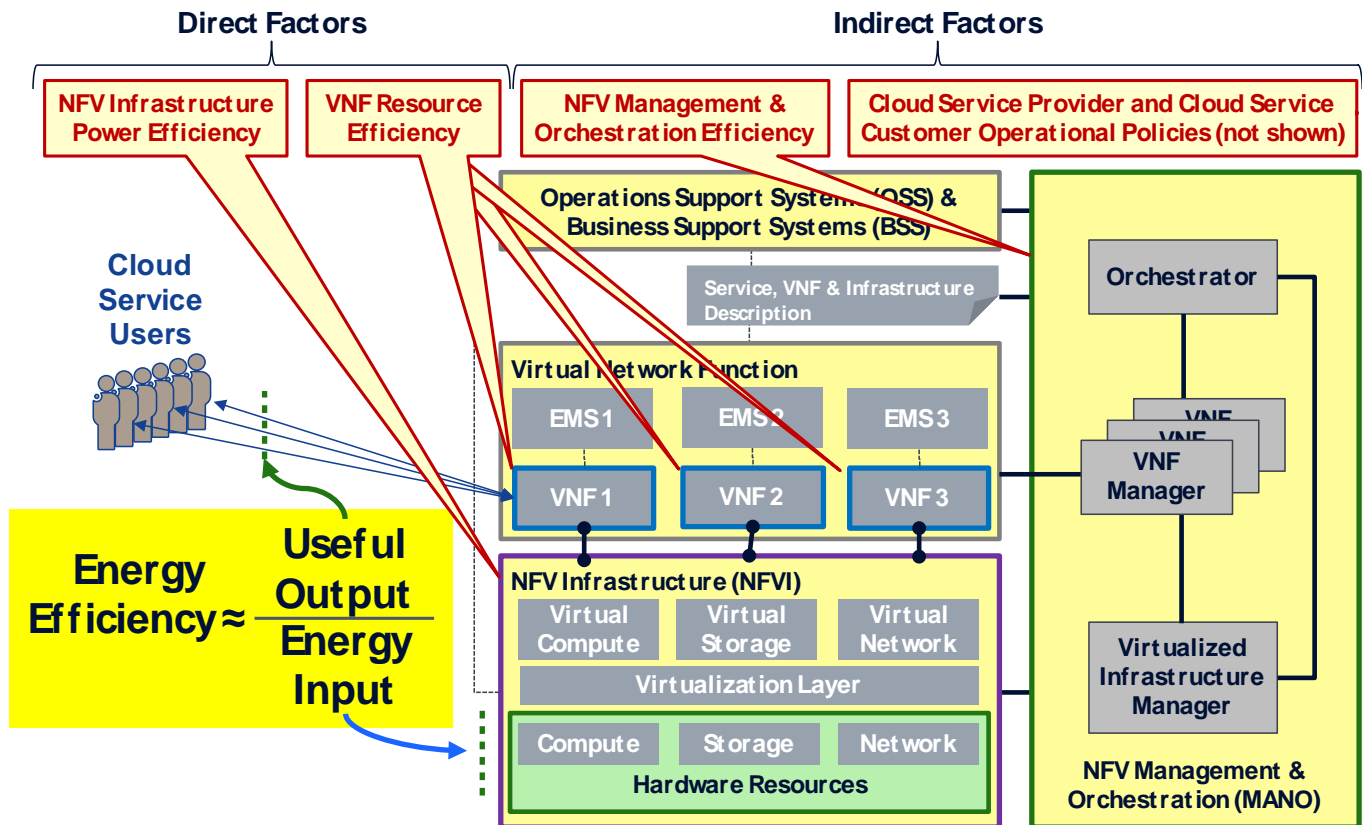 Direct Factors
Indirect Factors
NFV Infrastructure
Power Efficiency
VNF Resource
Efficiency
NFV Management &
Orchestration Efficiency
Cloud Service Provider and Cloud Service
Customer Operational Policies (not shown)
Operations Support Systems (OSS) &
Business Support Systems (BSS)
Service, VNF & Infrastructure
Description
Orchestrator
Cloud
Service
Users
Virtual Network Function
EMS 1
EMS 2
EMS 3
VNF 1
VNF 2
VNF 3
VNF
VNF
VNF
Manager
Energy
Efficiency ≈
Useful
Output
Energy
Input
NFV Infrastructure (NFVI)
Virtual
Compute
Virtual
Storage
Virtual
Network
Virtualization Layer
Compute
Storage
Network
Hardware Resources
Virtualized
Infrastructure
Manager
NFV Management &
Orchestration (MANO)